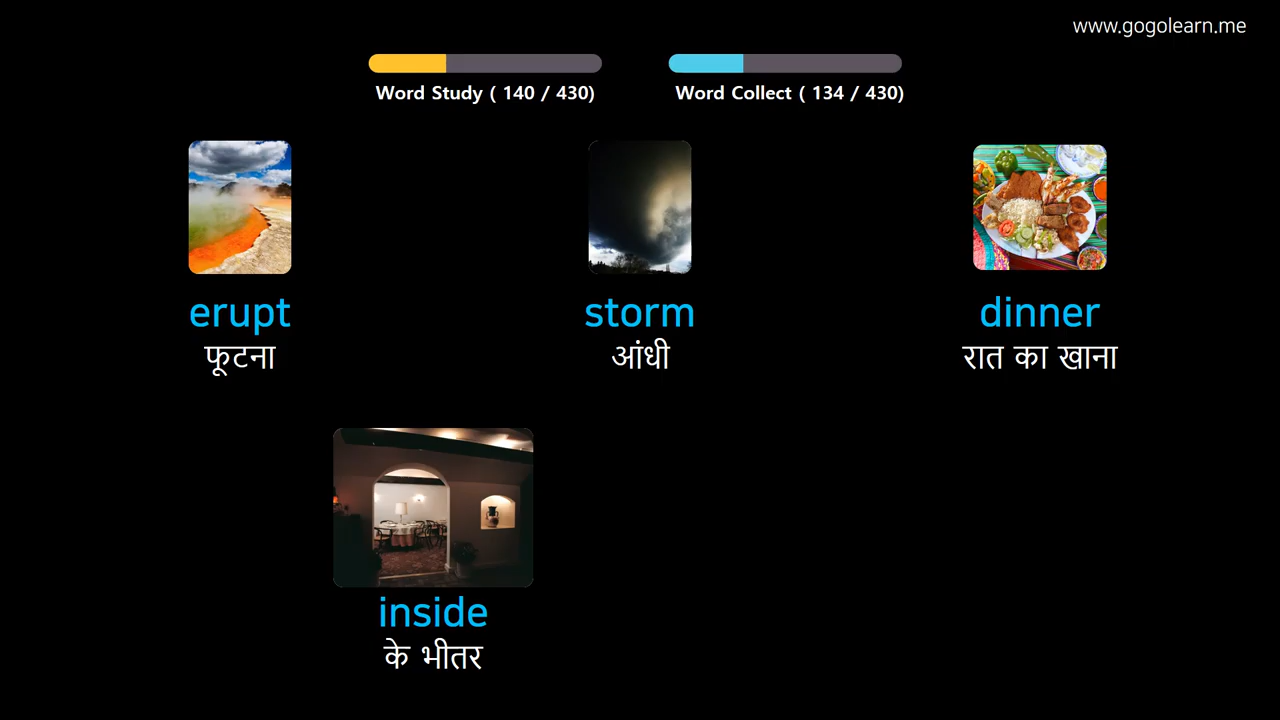 www.gogolearn.me
Word Study ( 140 / 430)
Word Collect ( 134 / 430)
erupt
फूटना
storm
आंधी
dinner
रात का खाना
inside
के भीतर